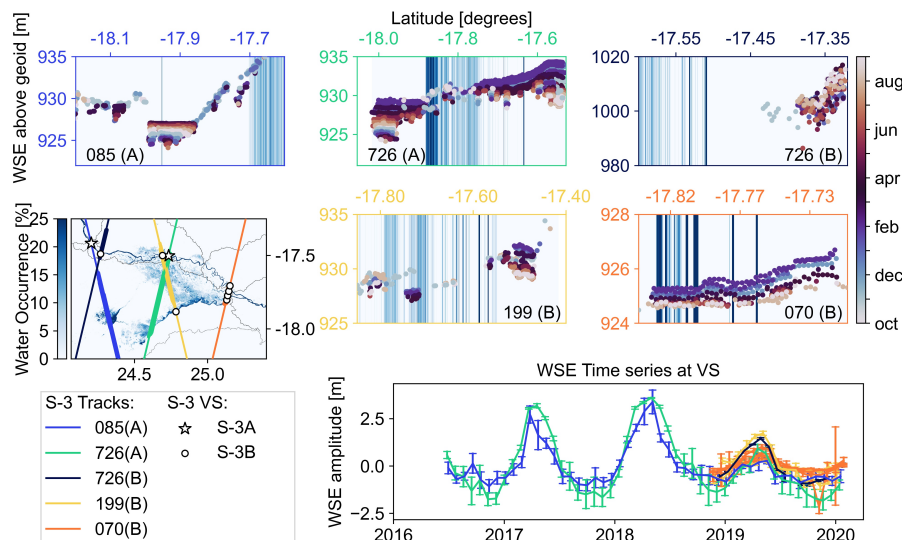 Latitude [degrees]
-18.1 -17.9 -17.7
-18.0 -17.8 -17.6
-17.55 -17.45 -17.35
WSE above geoid [m]
935
930
925
085 (A)
935
930
925
726 (A)
1020
1000
980
726 (B)
aug
jun
apr
feb
dec
oct
-17.80 -17.60 -17.40
-17.82 -17.77 -17.73
935
930
925
199 (B)
928
926
924
070 (B)
Water Occurrence [%]
25
20
15
10
5
0
-17.5
-18.0
24.5 25.0
S-3 Tracks: S-3 VS:
085(A) S-3A
726(A) S-3B
726(B)
199(B)
070(B)
WSE Time series at VS
WSE amplitude [m]
2.5
0.0
−2.5
2016 2017 2018 2019 2020